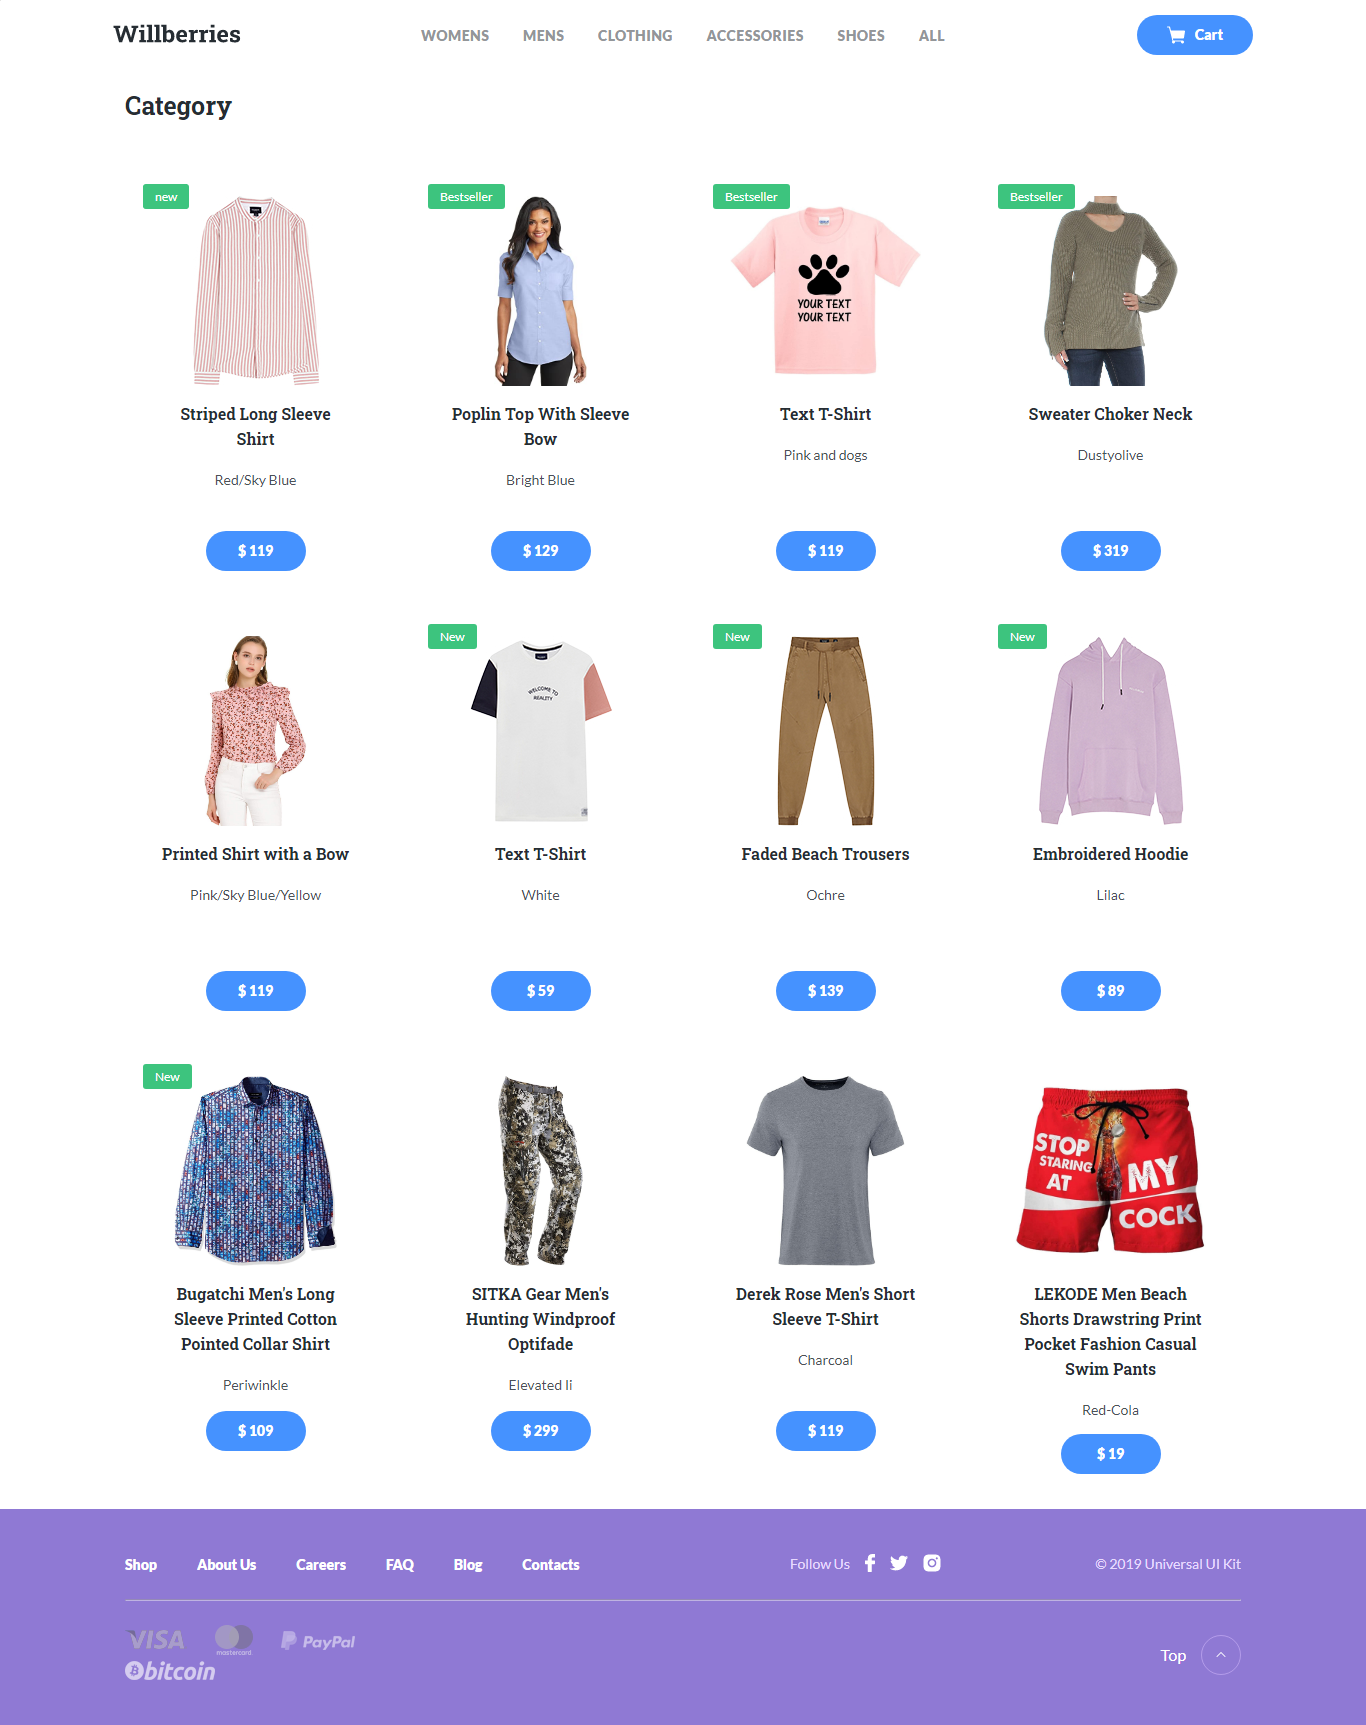 Willberries
WOMENS MENS CLOTHING ACCESSORIES SHOES ALL
Cart
Category
new
Bestseller
Bestseller
Bestseller
YOUR TEXT
YOUR TEXT
Striped Long Sleeve
Shirt
Red/Sky Blue
$ 119
Poplin Top With Sleeve
Bow
Bright Blue
$ 129
Text T-Shirt
Pink and dogs
$ 119
Sweater Choker Neck
Dustyolive
$ 319
New
New
New
WELCOME TO
REALITY
Printed Shirt with a Bow
Pink/Sky Blue/Yellow
$ 119
Text T-Shirt
White
$ 59
Faded Beach Trousers
Ochre
$ 139
Embroidered Hoodie
Lilac
$ 89
New
STOP
STARING
AT
MY
COCK
Bugatchi Men's Long
Sleeve Printed Cotton
Pointed Collar Shirt
Periwinkle
$ 109
SITKA Gear Men's
Hunting Windproof
Optifade
Elevated Ii
$ 299
Derek Rose Men's Short
Sleeve T-Shirt
Charcoal
$ 119
LEKODE Men Beach
Shorts Drawstring Print
Pocket Fashion Casual
Swim Pants
Red-Cola
$ 19
Shop About Us Careers FAQ Blog Contacts
Follow Us
© 2019 Universal UI Kit
VISA mastercard PayPal
bitcoin
Top